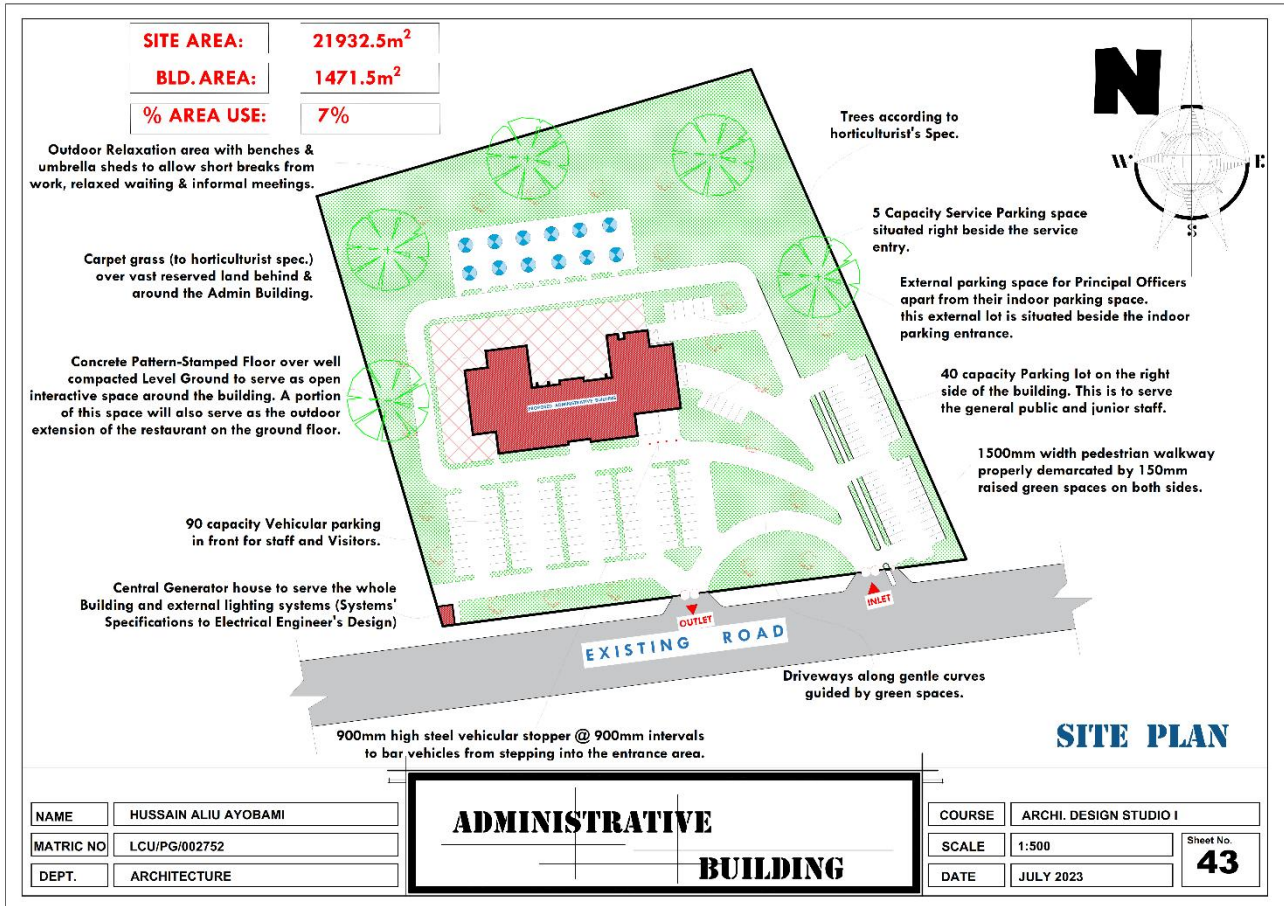 SITE AREA: 21932.5m²
BLD. AREA: 1471.5m²
% AREA USE: 7%
N
W
E
S
Outdoor Relaxation area with benches &
umbrella sheds to allow short breaks from
work, relaxed waiting & informal meetings.
Carpet grass (to horticulturist spec.)
over vast reserved land behind &
around the Admin Building.
Concrete Pattern-Stamped Floor over well
compacted Level Ground to serve as open
interactive space around the building. A portion
of this space will also serve as the outdoor
extension of the restaurant on the ground floor.
90 capacity Vehicular parking
in front for staff and Visitors.
Central Generator house to serve the whole
Building and external lighting systems (Systems'
Specifications to Electrical Engineer's Design)
Trees according to
horticulturist's Spec.
5 Capacity Service Parking space
situated right beside the service
entry.
External parking space for Principal Officers
apart from their indoor parking space.
this external lot is situated beside the indoor
parking entrance.
40 capacity Parking lot on the right
side of the building. This is to serve
the general public and junior staff.
1500mm width pedestrian walkway
properly demarcated by 150mm
raised green spaces on both sides.
PROPOSED ADMINISTRATIVE BUILDING
OUTLET
INLET
EXISTING ROAD
Driveways along gentle curves
guided by green spaces.
900mm high steel vehicular stopper @ 900mm intervals
to bar vehicles from stepping into the entrance area.
SITE PLAN
NAME HUSSAIN ALIU AYOBAMI
MATRIC NO LCU/PG/002752
DEPT. ARCHITECTURE
ADMINISTRATIVE
BUILDING
COURSE ARCHI. DESIGN STUDIO I
SCALE 1:500
DATE JULY 2023
Sheet No.
43